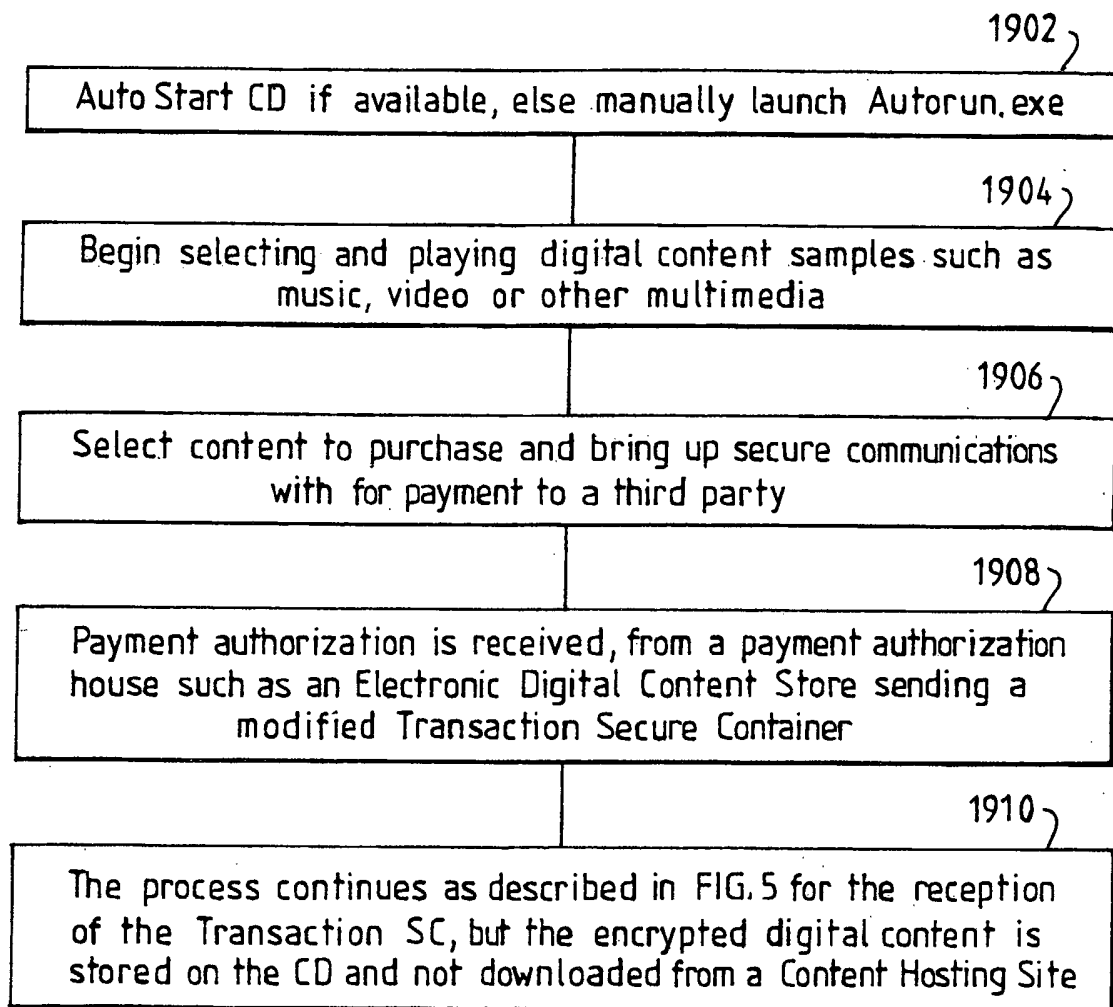 1902
Auto Start CD if available, else manually launch Autorun.exe
1904
Begin selecting and playing digital content samples such as
music, video or other multimedia
1906
Select content to purchase and bring up secure communications
with for payment to a third party
1908
Payment authorization is received, from a payment authorization
house such as an Electronic Digital Content Store sending a
modified Transaction Secure Container
1910
The process continues as described in FIG. 5 for the reception
of the Transaction SC, but the encrypted digital content is
stored on the CD and not downloaded from a Content Hosting Site